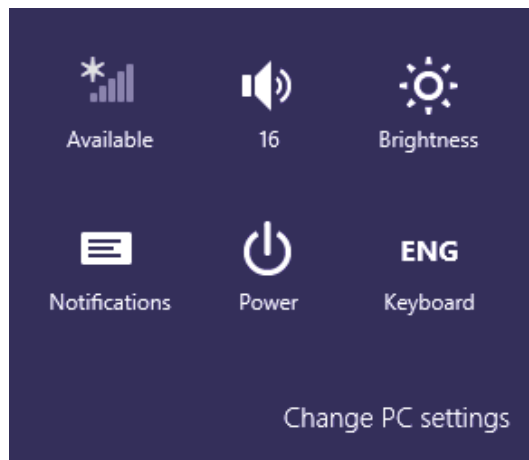 Available
16
Brightness
Notifications
Power
ENG
Keyboard
Change PC settings